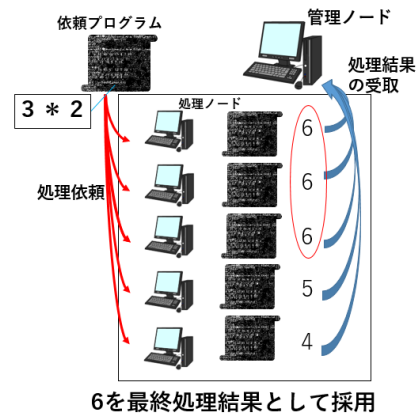 依頼プログラム
管理ノード
処理結果
の受取
3 * 2
処理ノード
処理依頼
6
6
6
5
4
6を最終処理結果として採用